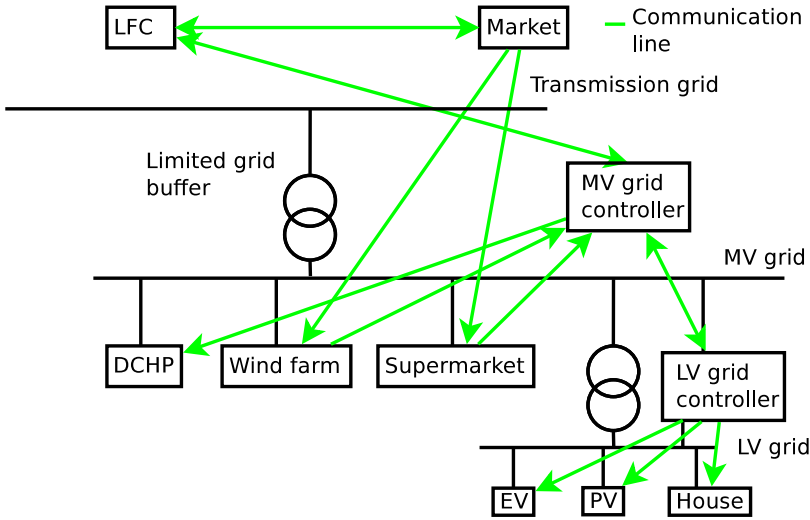 LFC
Market
Communication
line
Transmission grid
Limited grid
buffer
MV grid
controller
MV grid
DCHP
Wind farm
Supermarket
LV grid
controller
LV grid
EV
PV
House